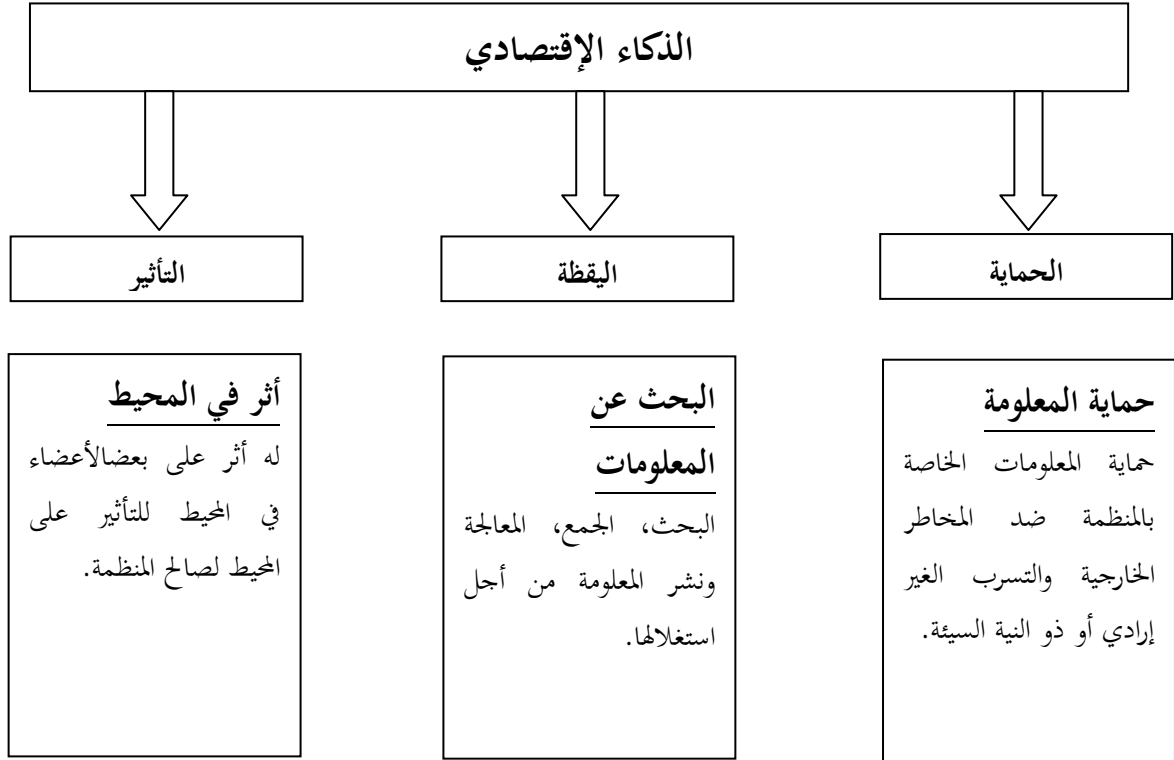 الذكاء الإقتصادي
الحماية
اليقظة
التأثير
حماية المعلومة
حماية المعلومات الخاصة
بالمنظمة ضد المخاطر
الخارجية والتسرب الغير
إرادي أو ذو النية السيئة.
البحث عن
المعلومات
البحث، الجمع، المعالجة
ونشر المعلومة من أجل
استغلالها.
أثر في المحيط
له أثر على بعضالأعضاء
في المحيط للتأثير على
المحيط لصالح المنظمة.